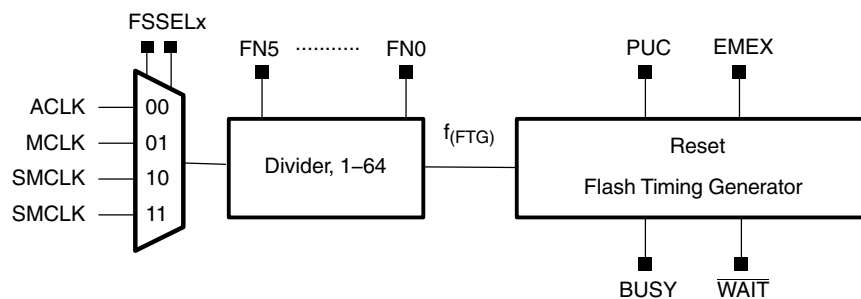 FSSELx
FN5 ........... FN0
PUC EMEX
ACLK 00
MCLK 01
SMCLK 10
SMCLK 11
Divider, 1–64
f(FTG)
Reset
Flash Timing Generator
BUSY WAIT